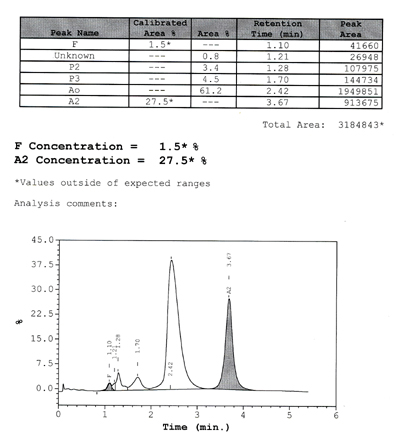 Peak Name Calibrated Area % Area % Retention Time (min) Peak Area
F 1.5* --- 1.10 41660
Unknown --- 0.8 1.21 26948
P2 --- 3.4 1.28 107975
P3 --- 4.5 1.70 144734
Ao --- 61.2 2.42 1949851
A2 27.5* --- 3.67 913675
Total Area: 3184843*
F Concentration = 1.5* %
A2 Concentration = 27.5* %
*Values outside of expected ranges
Analysis comments:
45.0
37.5
30.0
22.5
15.0
7.5
0.0
%
F - 1.10
1.28
1.70
2.42
A2 - 3.67
0 1 2 3 4 5 6
Time (min.)